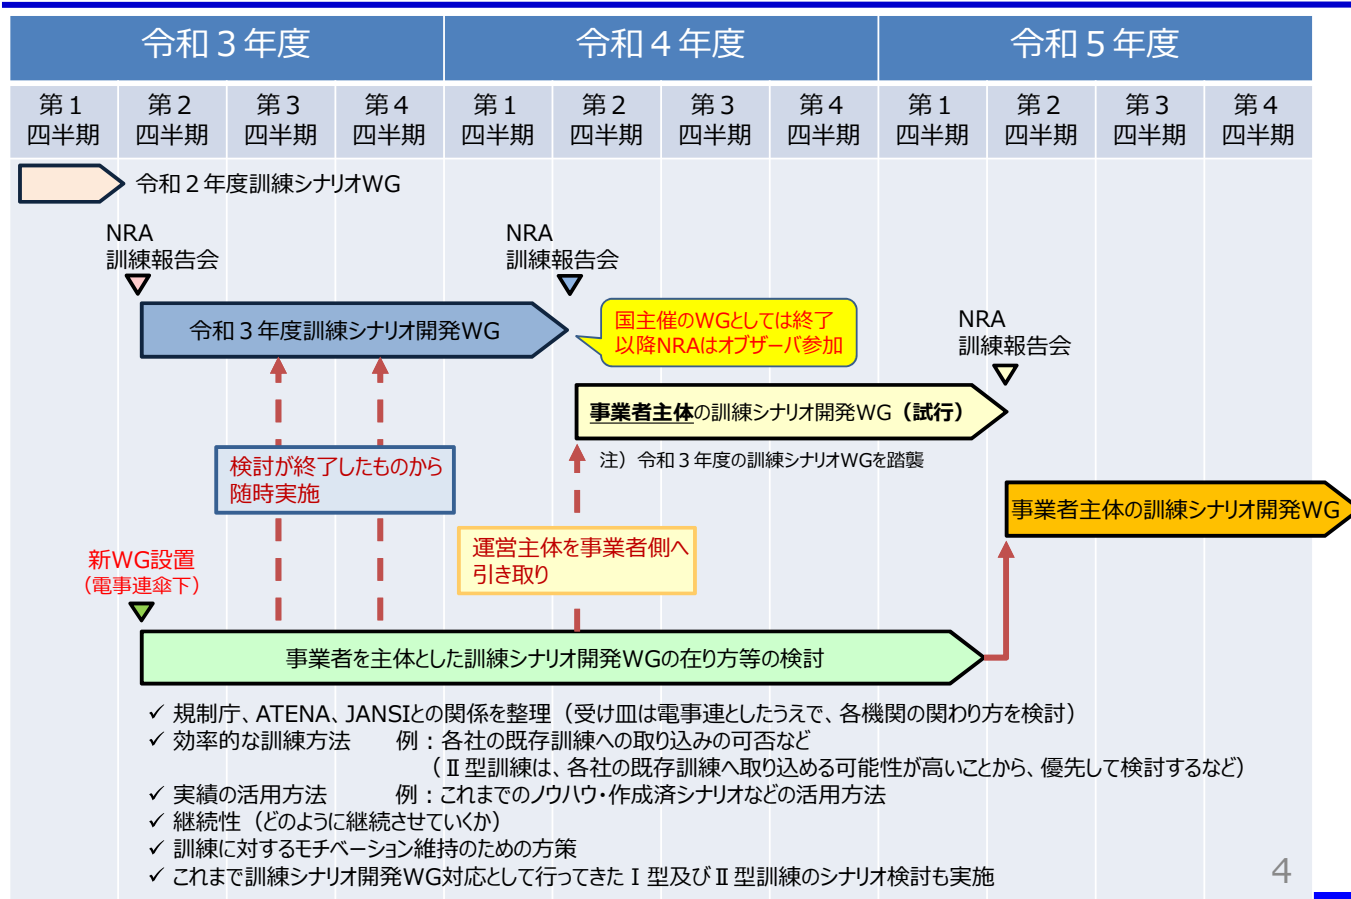 令和３年度 令和４年度 令和５年度
第１四半期 第２四半期 第３四半期 第４四半期 第１四半期 第２四半期 第３四半期 第４四半期 第１四半期 第２四半期 第３四半期 第４四半期
令和２年度訓練シナリオWG
NRA
訓練報告会
NRA
訓練報告会
令和３年度訓練シナリオ開発WG
国主催のWGとしては終了
以降NRAはオブザーバ参加
NRA
訓練報告会
事業者主体の訓練シナリオ開発WG（試行）
注）令和３年度の訓練シナリオWGを踏襲
検討が終了したものから
随時実施
事業者主体の訓練シナリオ開発WG
運営主体を事業者側へ
引き取り
新WG設置
（電事連傘下）
事業者を主体とした訓練シナリオ開発WGの在り方等の検討
✓ 規制庁、ATENA、JANSIとの関係を整理（受け皿は電事連としたうえで、各機関の関わり方を検討）
✓ 効率的な訓練方法　例：各社の既存訓練への取り込みの可否など
（Ⅱ型訓練は、各社の既存訓練へ取り込める可能性が高いことから、優先して検討するなど）
✓ 実績の活用方法　例：これまでのノウハウ・作成済シナリオなどの活用方法
✓ 継続性（どのように継続させていくか）
✓ 訓練に対するモチベーション維持のための方策
✓ これまで訓練シナリオ開発WG対応として行ってきたⅠ型及びⅡ型訓練のシナリオ検討も実施
4